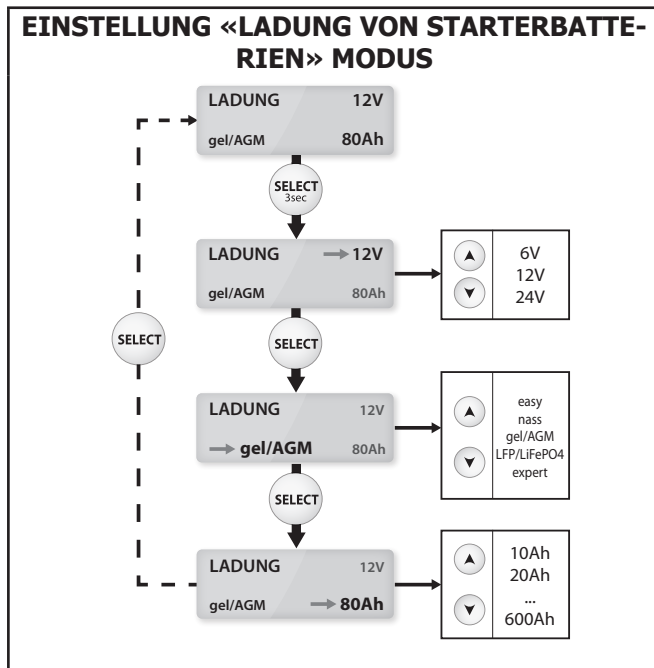 EINSTELLUNG «LADUNG VON STARTERBATTE-
RIEN» MODUS
LADUNG 12V
gel/AGM 80Ah
SELECT
3sec
LADUNG 12V
gel/AGM 80Ah
6V
12V
24V
SELECT
SELECT
LADUNG 12V
gel/AGM 80Ah
easy
nass
gel/AGM
LFP/LiFePO4
expert
SELECT
LADUNG 12V
gel/AGM 80Ah
10Ah
20Ah
...
600Ah